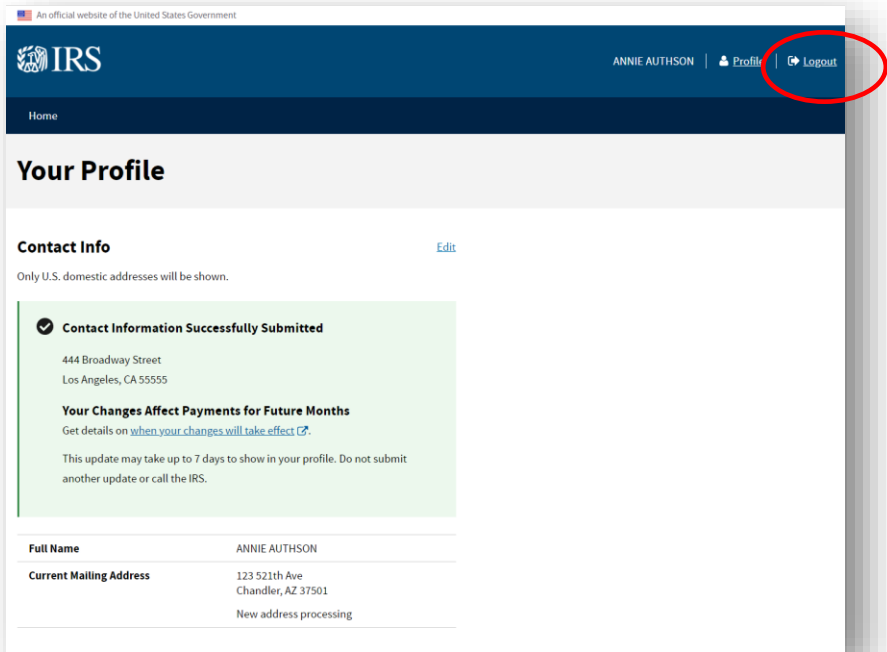 An official website of the United States Government
IRS
ANNIE AUTHSON
Profile
Logout
Home
Your Profile
Contact Info
Edit
Only U.S. domestic addresses will be shown.
Contact Information Successfully Submitted
444 Broadway Street
Los Angeles, CA 55555
Your Changes Affect Payments for Future Months
Get details on when your changes will take effect.
This update may take up to 7 days to show in your profile. Do not submit
another update or call the IRS.
Full Name ANNIE AUTHSON
Current Mailing Address 123 521th Ave
Chandler, AZ 37501
New address processing